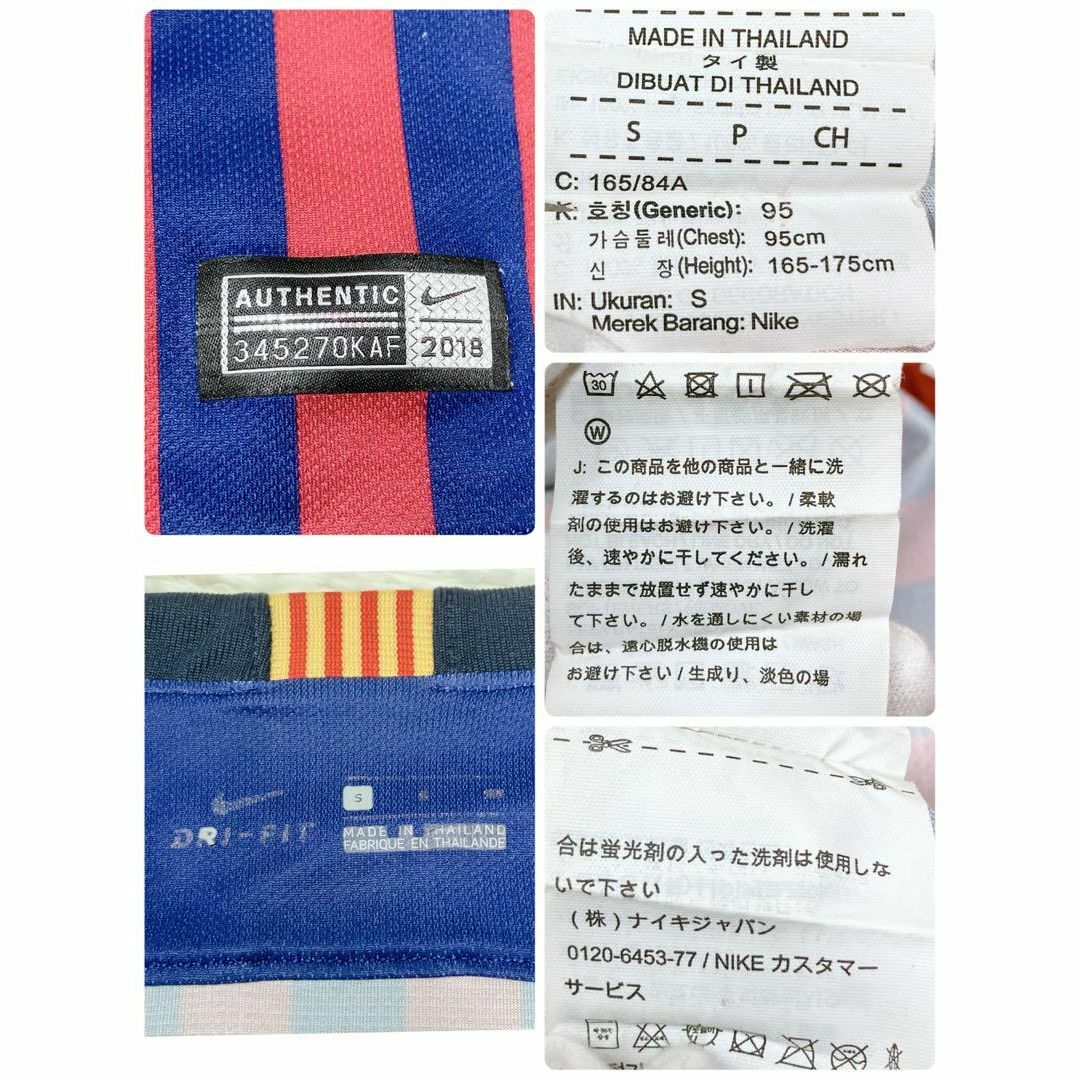 AUTHENTIC
345270KAF 2018
DRI-FIT
S
MADE IN THAILAND
FABRIQUE EN THAILANDE
MADE IN THAILAND
タイ製
DIBUAT DI THAILAND
S P CH
C: 165/84A
K: 호칭(Generic): 95
가슴둘레(Chest): 95cm
신 장(Height): 165-175cm
IN: Ukuran: S
Merek Barang: Nike
30
W
J: この商品を他の商品と一緒に洗
濯するのはお避け下さい。/ 柔軟
剤の使用はお避け下さい。/ 洗濯
後、速やかに干してください。/ 濡れ
たままで放置せず速やかに干し
て下さい。/ 水を通しにくい素材の場
合は、遠心脱水機の使用は
お避け下さい / 生成り、淡色の場
合は蛍光剤の入った洗剤は使用しな
いで下さい
(株)ナイキジャパン
0120-6453-77 / NIKE カスタマー
サービス